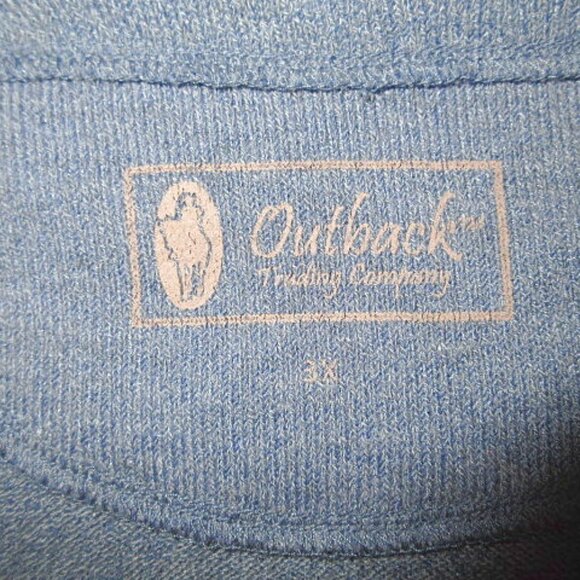 Outback™
Trading Company
3X